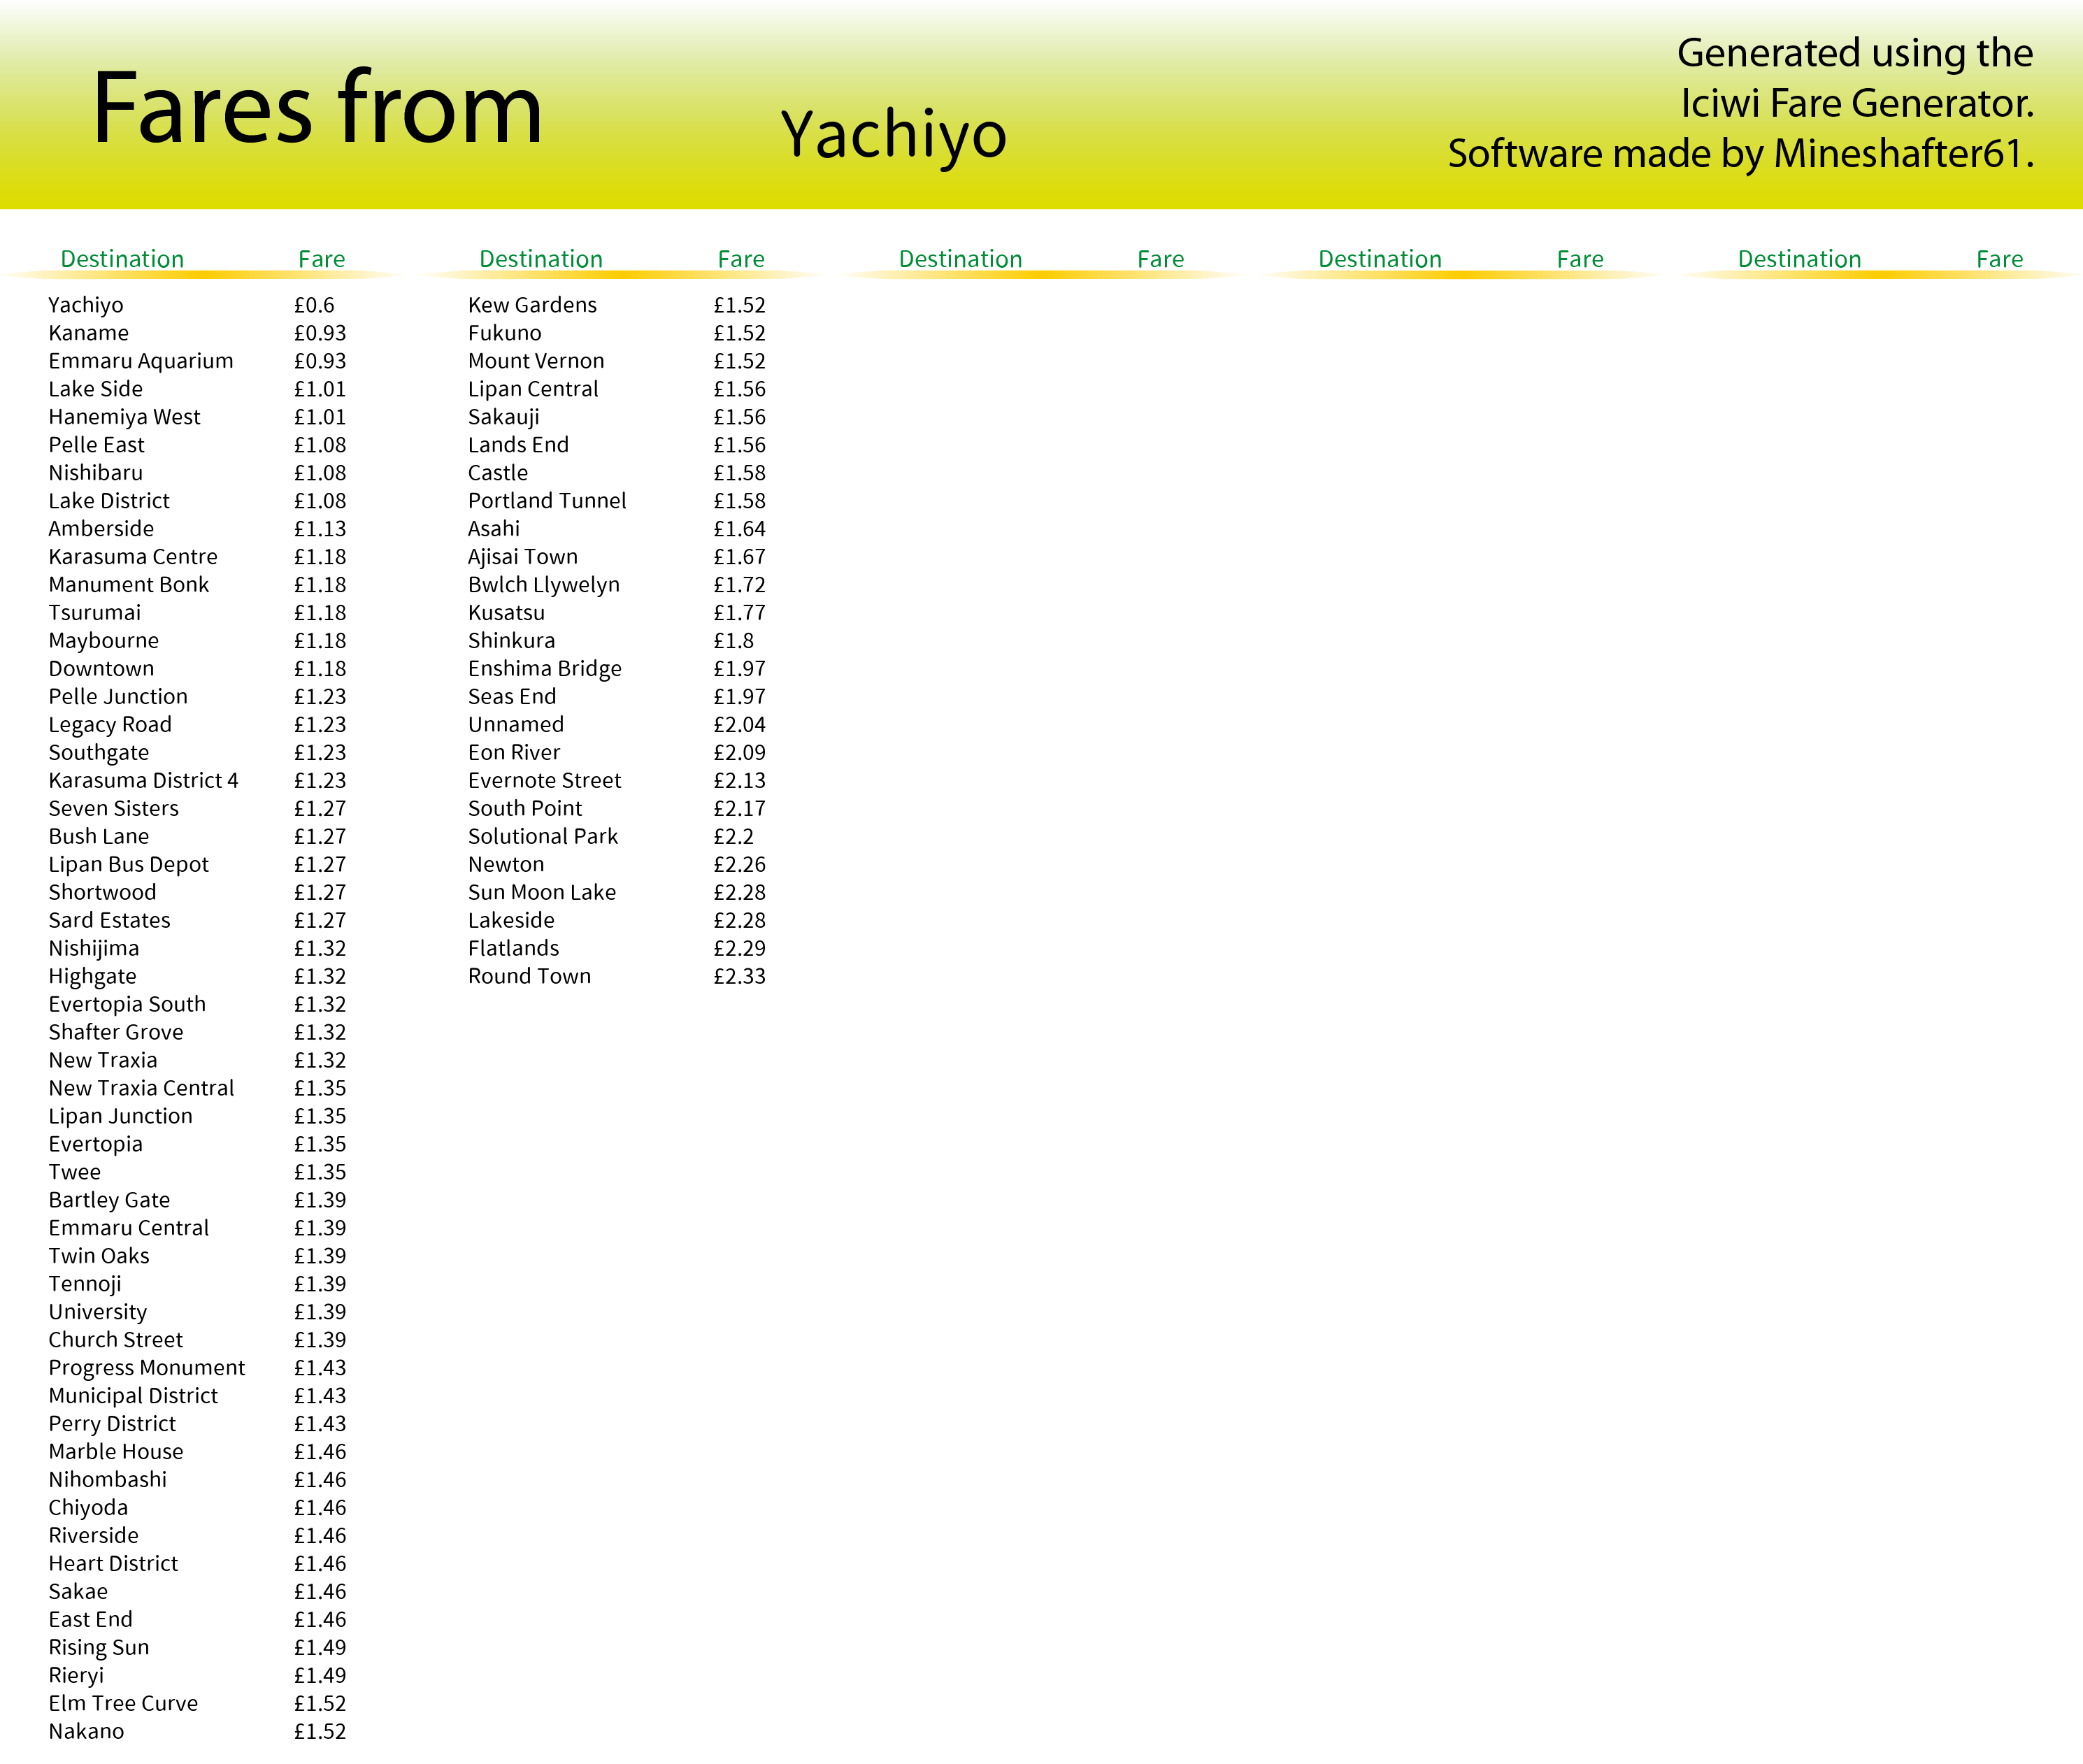 Fares from
Yachiyo
Generated using the
Iciwi Fare Generator.
Software made by Mineshafter61.
Destination Fare
Yachiyo £0.6
Kaname £0.93
Emmaru Aquarium £0.93
Lake Side £1.01
Hanemiya West £1.01
Pelle East £1.08
Nishibaru £1.08
Lake District £1.08
Amberside £1.13
Karasuma Centre £1.18
Manument Bonk £1.18
Tsurumai £1.18
Maybourne £1.18
Downtown £1.18
Pelle Junction £1.23
Legacy Road £1.23
Southgate £1.23
Karasuma District 4 £1.23
Seven Sisters £1.27
Bush Lane £1.27
Lipan Bus Depot £1.27
Shortwood £1.27
Sard Estates £1.27
Nishijima £1.32
Highgate £1.32
Evertopia South £1.32
Shafter Grove £1.32
New Traxia £1.32
New Traxia Central £1.35
Lipan Junction £1.35
Evertopia £1.35
Twee £1.35
Bartley Gate £1.39
Emmaru Central £1.39
Twin Oaks £1.39
Tennoji £1.39
University £1.39
Church Street £1.39
Progress Monument £1.43
Municipal District £1.43
Perry District £1.43
Marble House £1.46
Nihombashi £1.46
Chiyoda £1.46
Riverside £1.46
Heart District £1.46
Sakae £1.46
East End £1.46
Rising Sun £1.49
Rieryi £1.49
Elm Tree Curve £1.52
Nakano £1.52
Destination Fare
Kew Gardens £1.52
Fukuno £1.52
Mount Vernon £1.52
Lipan Central £1.56
Sakauji £1.56
Lands End £1.56
Castle £1.58
Portland Tunnel £1.58
Asahi £1.64
Ajisai Town £1.67
Bwlch Llywelyn £1.72
Kusatsu £1.77
Shinkura £1.8
Enshima Bridge £1.97
Seas End £1.97
Unnamed £2.04
Eon River £2.09
Evernote Street £2.13
South Point £2.17
Solutional Park £2.2
Newton £2.26
Sun Moon Lake £2.28
Lakeside £2.28
Flatlands £2.29
Round Town £2.33
Destination Fare
Destination Fare
Destination Fare